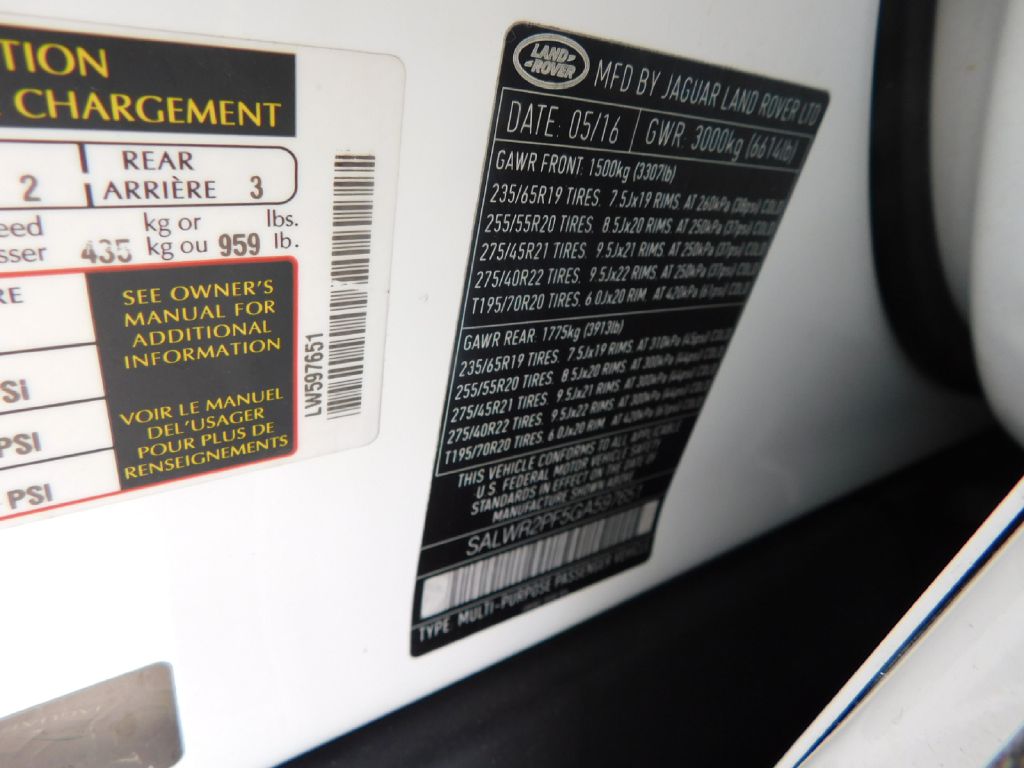 TION
CHARGEMENT
2 REAR ARRIÈRE 3
eed kg or lbs.
sser 435 kg ou 959 lb.
RE
SEE OWNER'S
MANUAL FOR
ADDITIONAL
INFORMATION
SI
PSI
PSI
VOIR LE MANUEL
DEL'USAGER
POUR PLUS DE
RENSEIGNEMENTS
LW597651
LAND
ROVER
MFD BY JAGUAR LAND ROVER LTD
DATE: 05/16 GWR: 3000kg (6614lb)
GAWR FRONT: 1500kg (3307lb)
235/65R19 TIRES. 7.5Jx19 RIMS. AT 260kPa (38psi) COLD
255/55R20 TIRES. 8.5Jx20 RIMS. AT 250kPa (37psi) COLD
275/45R21 TIRES. 9.5Jx21 RIMS. AT 250kPa (37psi) COLD
275/40R22 TIRES. 9.5Jx22 RIMS. AT 250kPa (37psi) COLD
T195/70R20 TIRES. 6.0Jx20 RIM. AT 420kPa (61psi) COLD
GAWR REAR: 1775kg (3913lb)
235/65R19 TIRES. 7.5Jx19 RIMS. AT 310kPa (45psi) COLD
255/55R20 TIRES. 8.5Jx20 RIMS. AT 300kPa (44psi) COLD
275/45R21 TIRES. 9.5Jx21 RIMS. AT 300kPa (44psi) COLD
275/40R22 TIRES. 9.5Jx22 RIMS. AT 300kPa (44psi) COLD
T195/70R20 TIRES. 6.0Jx20 RIM. AT 420kPa (61psi) COLD
THIS VEHICLE CONFORMS TO ALL APPLICABLE
U.S. FEDERAL MOTOR VEHICLE SAFETY
STANDARDS IN EFFECT ON THE DATE OF
MANUFACTURE SHOWN ABOVE
SALWR2PF5GA597651
TYPE: MULTI-PURPOSE PASSENGER VEHICLE